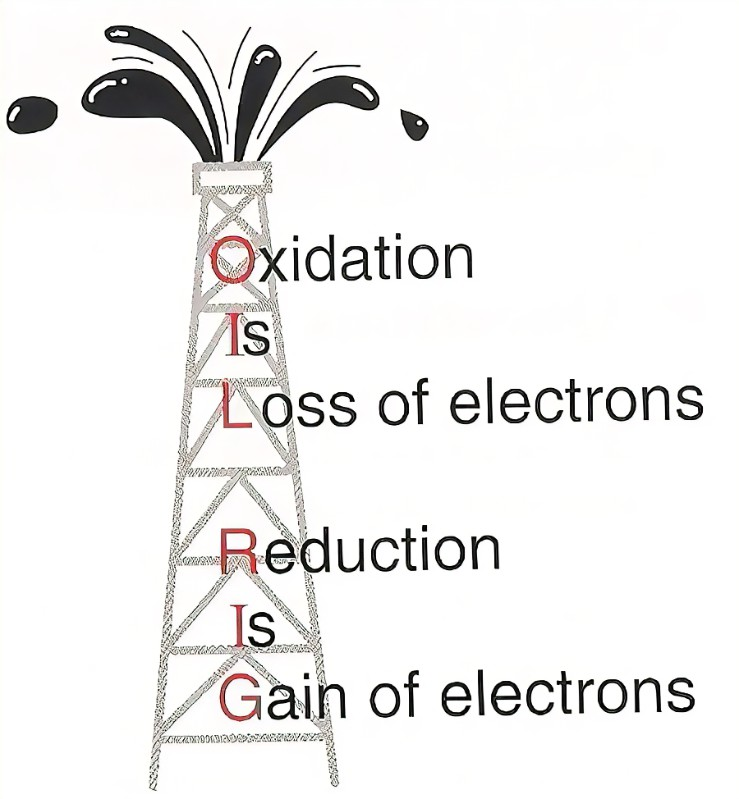 Oxidation
Is
Loss of electrons
Reduction
Is
Gain of electrons